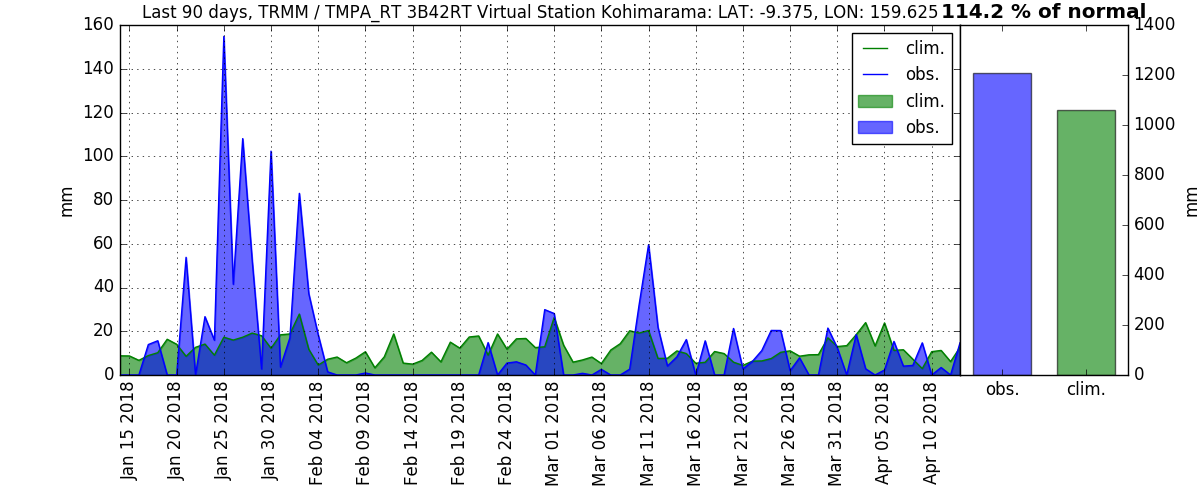 Last 90 days, TRMM / TMPA_RT 3B42RT Virtual Station Kohimarama: LAT: -9.375, LON: 159.625 114.2 % of normal
mm
160
140
120
100
80
60
40
20
0
clim.
obs.
clim.
obs.
1400
1200
1000
800
600
400
200
0
mm
Jan 15 2018
Jan 20 2018
Jan 25 2018
Jan 30 2018
Feb 04 2018
Feb 09 2018
Feb 14 2018
Feb 19 2018
Feb 24 2018
Mar 01 2018
Mar 06 2018
Mar 11 2018
Mar 16 2018
Mar 21 2018
Mar 26 2018
Mar 31 2018
Apr 05 2018
Apr 10 2018
obs. clim.